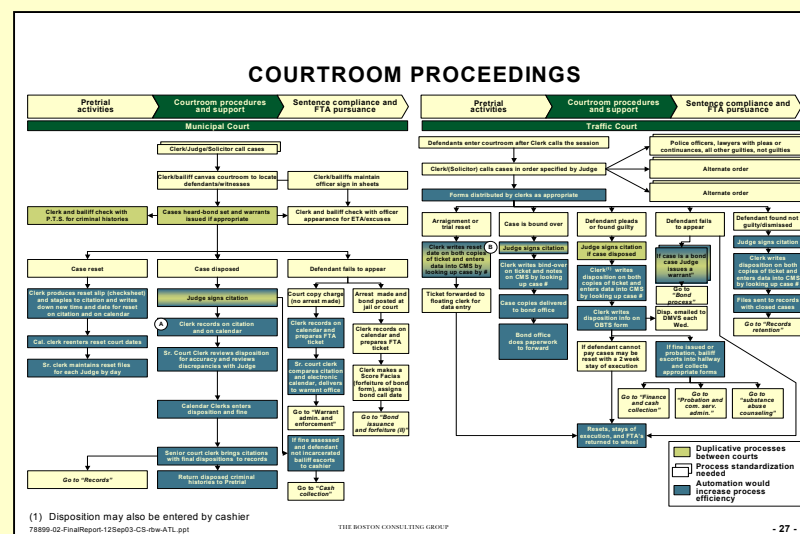 COURTROOM PROCEEDINGS
Pretrial
activities
Courtroom procedures
and support
Sentence compliance and
FTA pursuance
Municipal Court
Clerk/Judge/Solicitor call cases
Clerk/bailiff canvas courtroom to locate
defendants/witnesses
Clerk/bailiffs maintain
officer sign in sheets
Clerk and bailiff check with
P.T.S. for criminal histories
Cases heard-bond set and warrants
issued if appropriate
Clerk and bailiff check with officer
appearance for ETA/excuses
Case reset
Case disposed
Defendant fails to appear
Clerk produces reset slip (checksheet)
and staples to citation and writes
down new time and date for reset
on citation and on calendar
Cal. clerk reenters reset court dates
Sr. clerk maintains reset files
for each Judge by day
Judge signs citation
A
Clerk records on citation
and on calendar
Sr. Court Clerk reviews disposition
for accuracy and reviews
discrepancies with Judge
Calendar Clerks enters
disposition and fine
Senior court clerk brings citations
with final dispositions to records
Go to "Records"
Return disposed criminal
histories to Pretrial
Court copy charge
(no arrest made)
Clerk records on
calendar and
prepares FTA
ticket
Sr. court clerk
compares citation
and electronic
calendar, delivers
to warrant office
Go to "Warrant
admin. and
enforcement"
If fine assessed
and defendant
not incarcerated
bailiff escorts
to cashier
Go to "Cash
collection"
Arrest made and
bond posted at
jail or court
Clerk records on
calendar and
prepares FTA
ticket
Clerk makes a
Score Facias
(forfeiture of bond
form), assigns
bond call date
Go to "Bond
issuance
and forfeiture (II)"
Pretrial
activities
Courtroom procedures
and support
Sentence compliance and
FTA pursuance
Traffic Court
Defendants enter courtroom after Clerk calls the session
Clerk/(Solicitor) calls cases in order specified by Judge
Forms distributed by clerks as appropriate
Police officers, lawyers with pleas or
continuances, all other guilties, not guilties
Alternate order
Alternate order
Arraignment or
trial reset
Clerk writes reset
date on both copies
of ticket and enters
data into CMS by
looking up case #
Ticket forwarded to
floating clerk for
data entry
Case is bound over
B
Judge signs citation
Clerk writes bind-over
on ticket and notes
on CMS by looking
up case #
Case copies delivered
to bond office
Bond office
does paperwork
to forward
Defendant pleads
or found guilty
Judge signs citation
if case disposed
Clerk(1) writes
disposition on both
copies of ticket and
enters data into CMS
by looking up case #
Clerk writes
disposition info on
OBTS form
If defendant cannot
pay cases may be
reset with a 2 week
stay of execution
Defendant fails
to appear
If case is a bond
case Judge
issues a
warrant"
Go to
"Bond
process"
Disp. emailed to
DMVS each
Wed.
If fine issued or
probation, bailiff
escorts into hallway
and collects
appropriate forms
Defendant found not
guilty/dismissed
Judge signs citation
Clerk writes
disposition on both
copies of ticket and
enters data into CMS
by looking up case #
Files sent to records
with closed cases
Go to "Records
retention"
Go to "Finance
and cash
collection"
Go to
"Probation and
com. serv.
admin."
Go to
"substance
abuse
counseling"
Resets, stays of
execution, and FTA's
returned to wheel
Duplicative processes
between courts
Process standardization
needed
Automation would
increase process
efficiency
(1) Disposition may also be entered by cashier
78899-02-FinalReport-12Sep03-CS-rbw-ATL.ppt
THE BOSTON CONSULTING GROUP
- 27 -